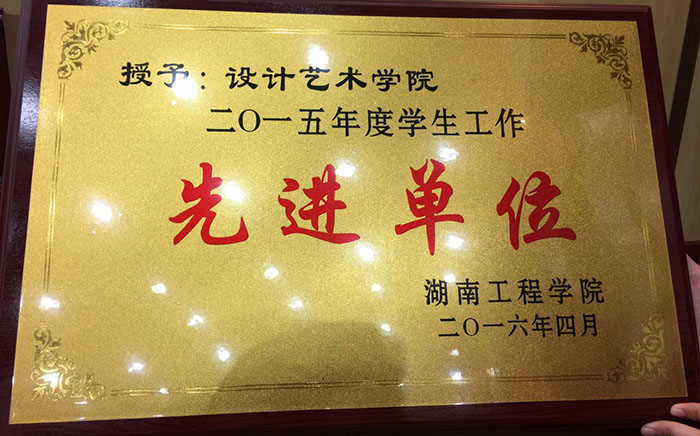 授予：设计艺术学院
二〇一五年度学生工作
先进单位
湖南工程学院
二〇一六年四月